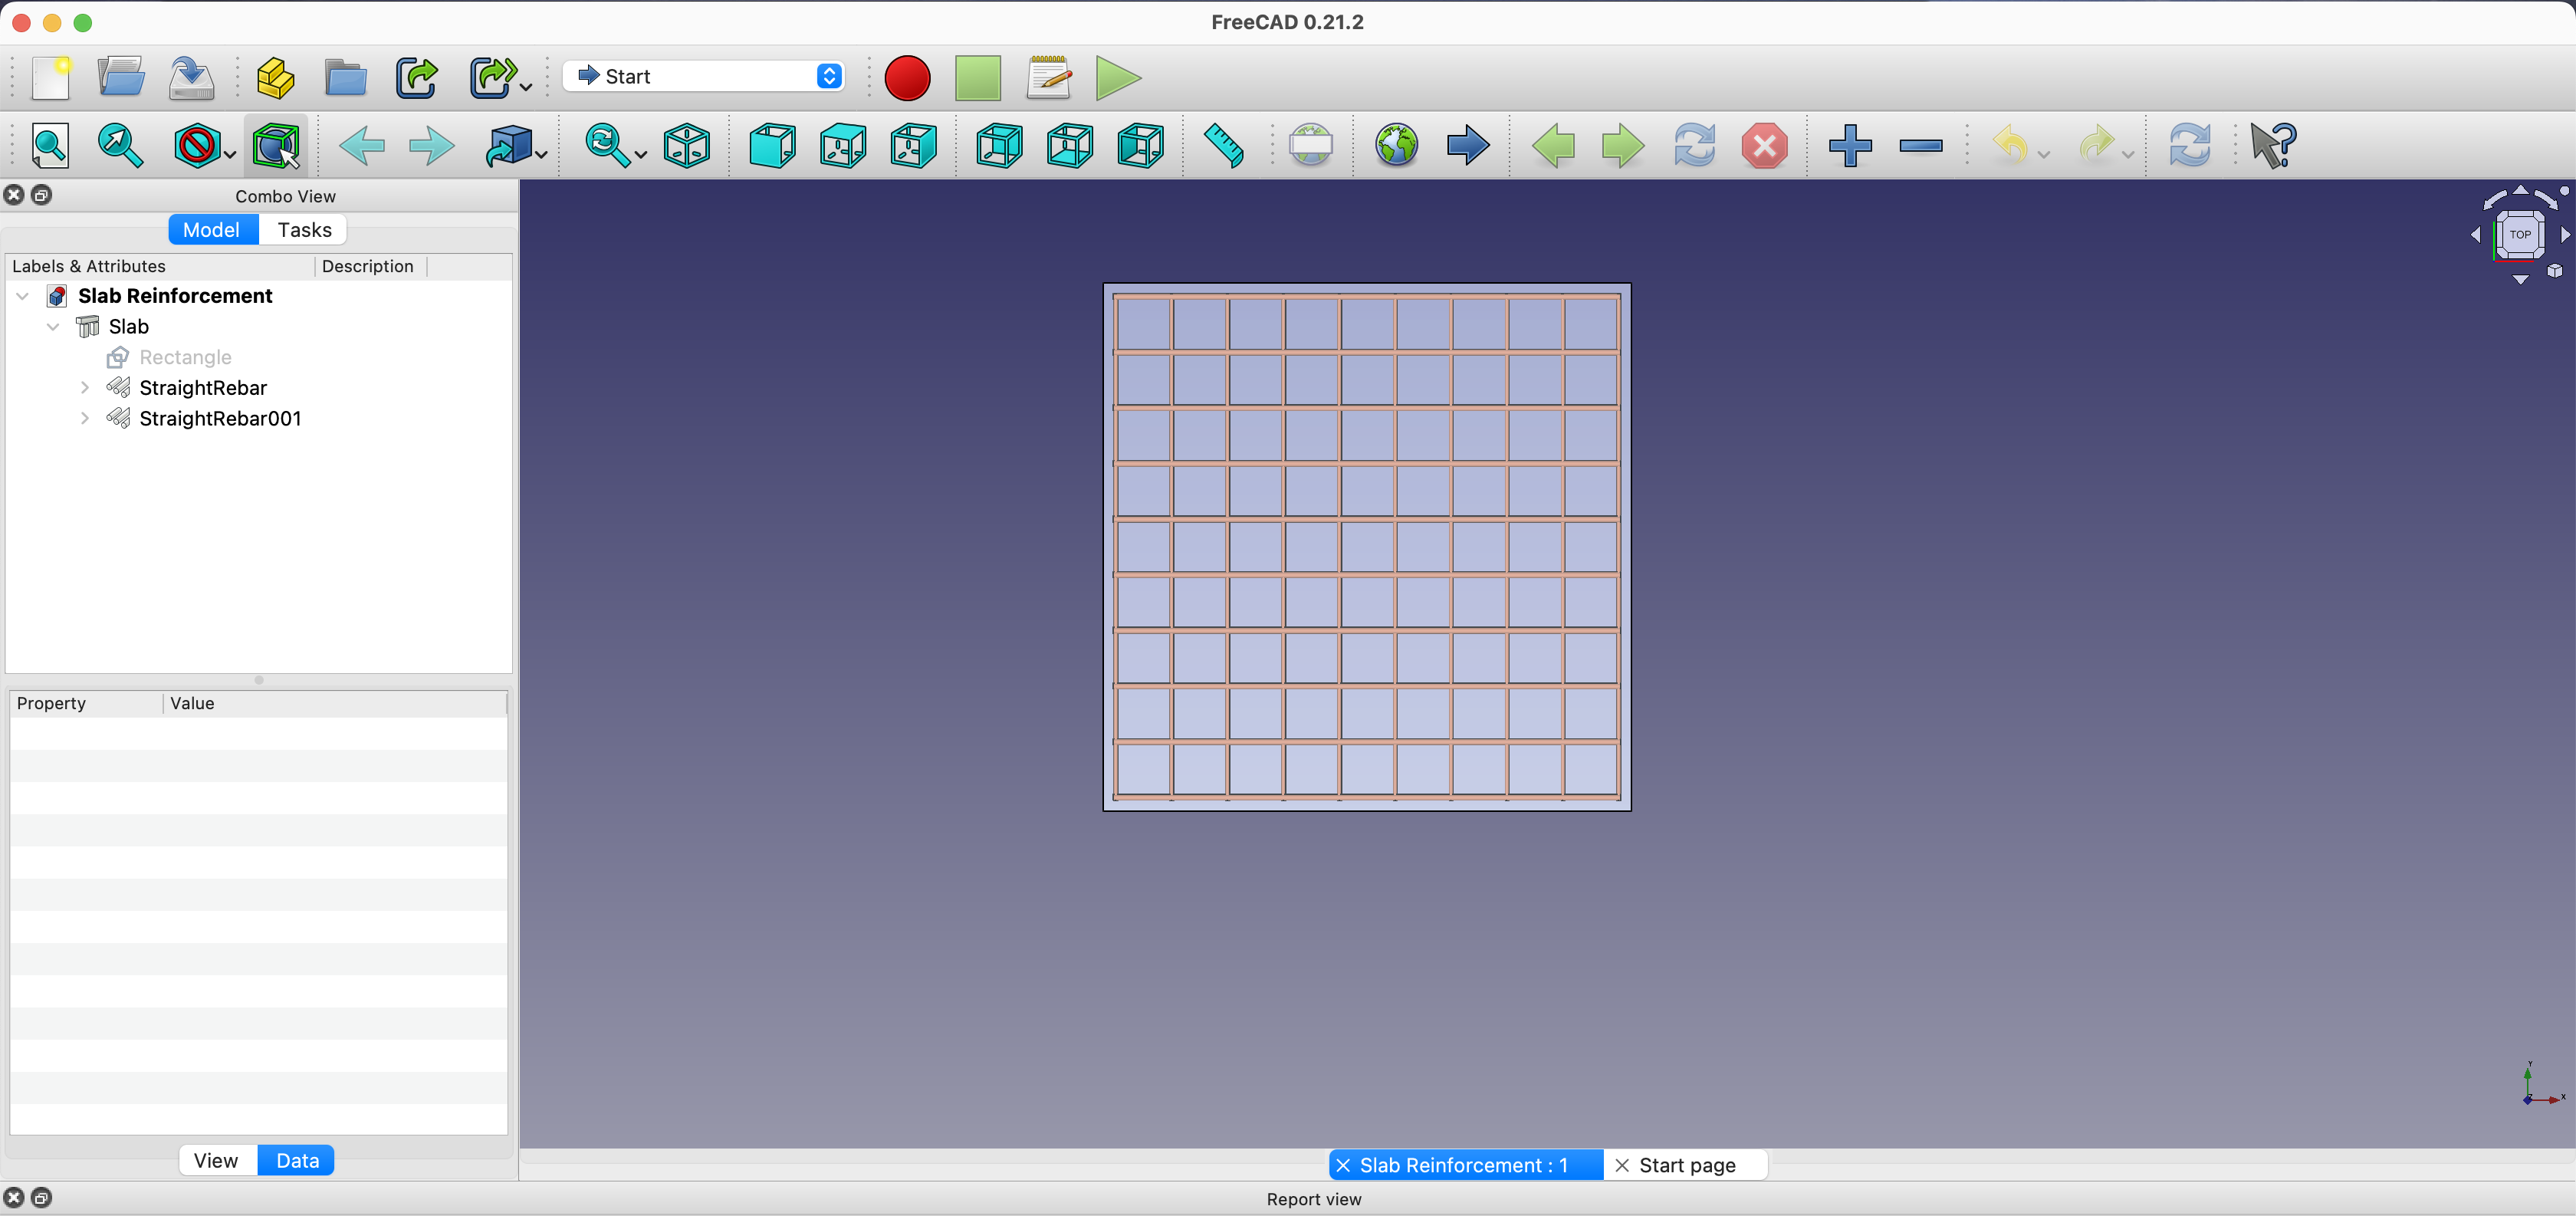 FreeCAD 0.21.2
Start
Combo View
Model Tasks
Labels & Attributes Description
Slab Reinforcement
Slab
Rectangle
StraightRebar
StraightRebar001
Property Value
View Data
TOP
Y
Z
X
Slab Reinforcement : 1 Start page
Report view